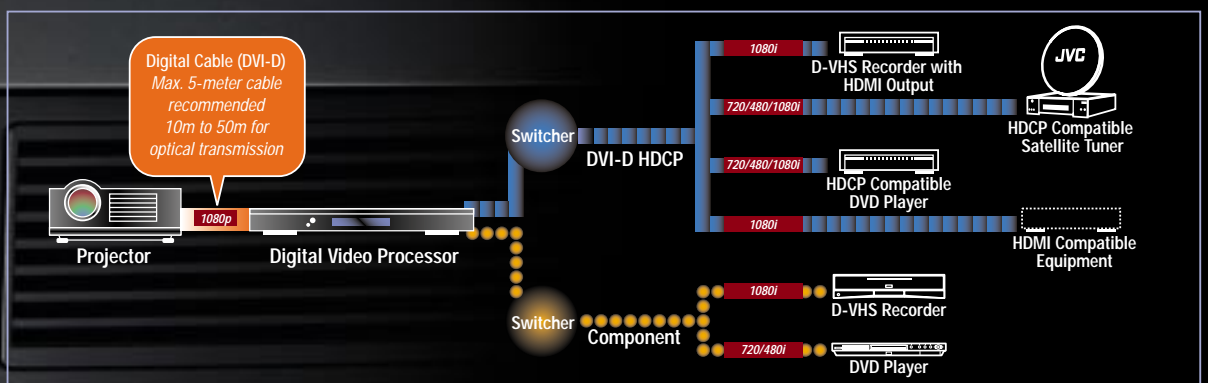 Digital Cable (DVI-D)
Max. 5-meter cable
recommended
10m to 50m for
optical transmission
1080p
Projector
Digital Video Processor
Switcher
DVI-D HDCP
1080i
D-VHS Recorder with
HDMI Output
720/480/1080i
JVC
HDCP Compatible
Satellite Tuner
720/480/1080i
HDCP Compatible
DVD Player
1080i
HDMI Compatible
Equipment
Switcher
Component
1080i
D-VHS Recorder
720/480i
DVD Player